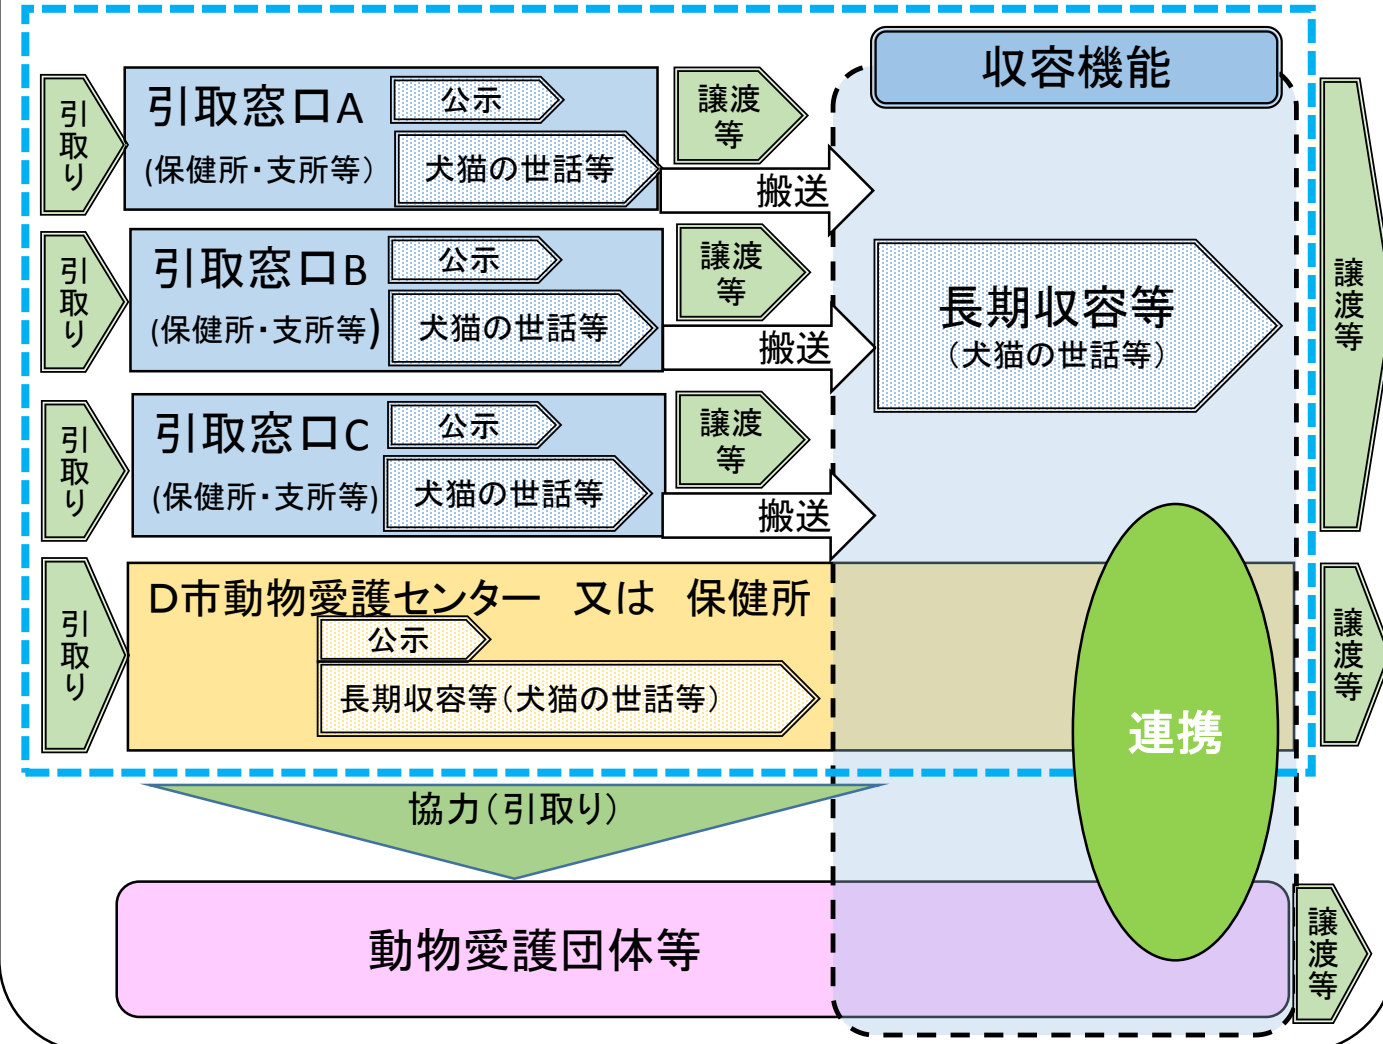 収容機能
引取り
引取窓口A
(保健所・支所等)
公示
犬猫の世話等
譲渡
等
搬送
引取り
引取窓口B
(保健所・支所等)
公示
犬猫の世話等
譲渡
等
搬送
長期収容等
(犬猫の世話等)
譲渡等
引取り
引取窓口C
(保健所・支所等)
公示
犬猫の世話等
譲渡
等
搬送
引取り
D市動物愛護センター　又は　保健所
公示
長期収容等(犬猫の世話等)
譲渡等
連携
協力(引取り)
動物愛護団体等
譲渡等